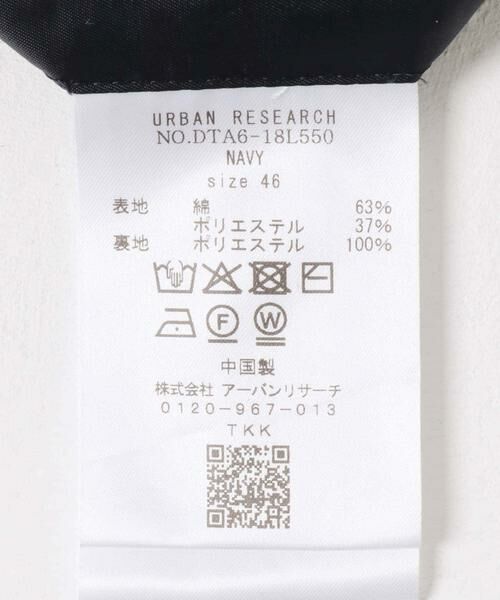 URBAN RESEARCH
NO.DTA6-18L550
NAVY
size 46
表地 綿 63%
ポリエステル 37%
裏地 ポリエステル 100%
F W
中国製
株式会社 アーバンリサーチ
0120-967-013
TKK